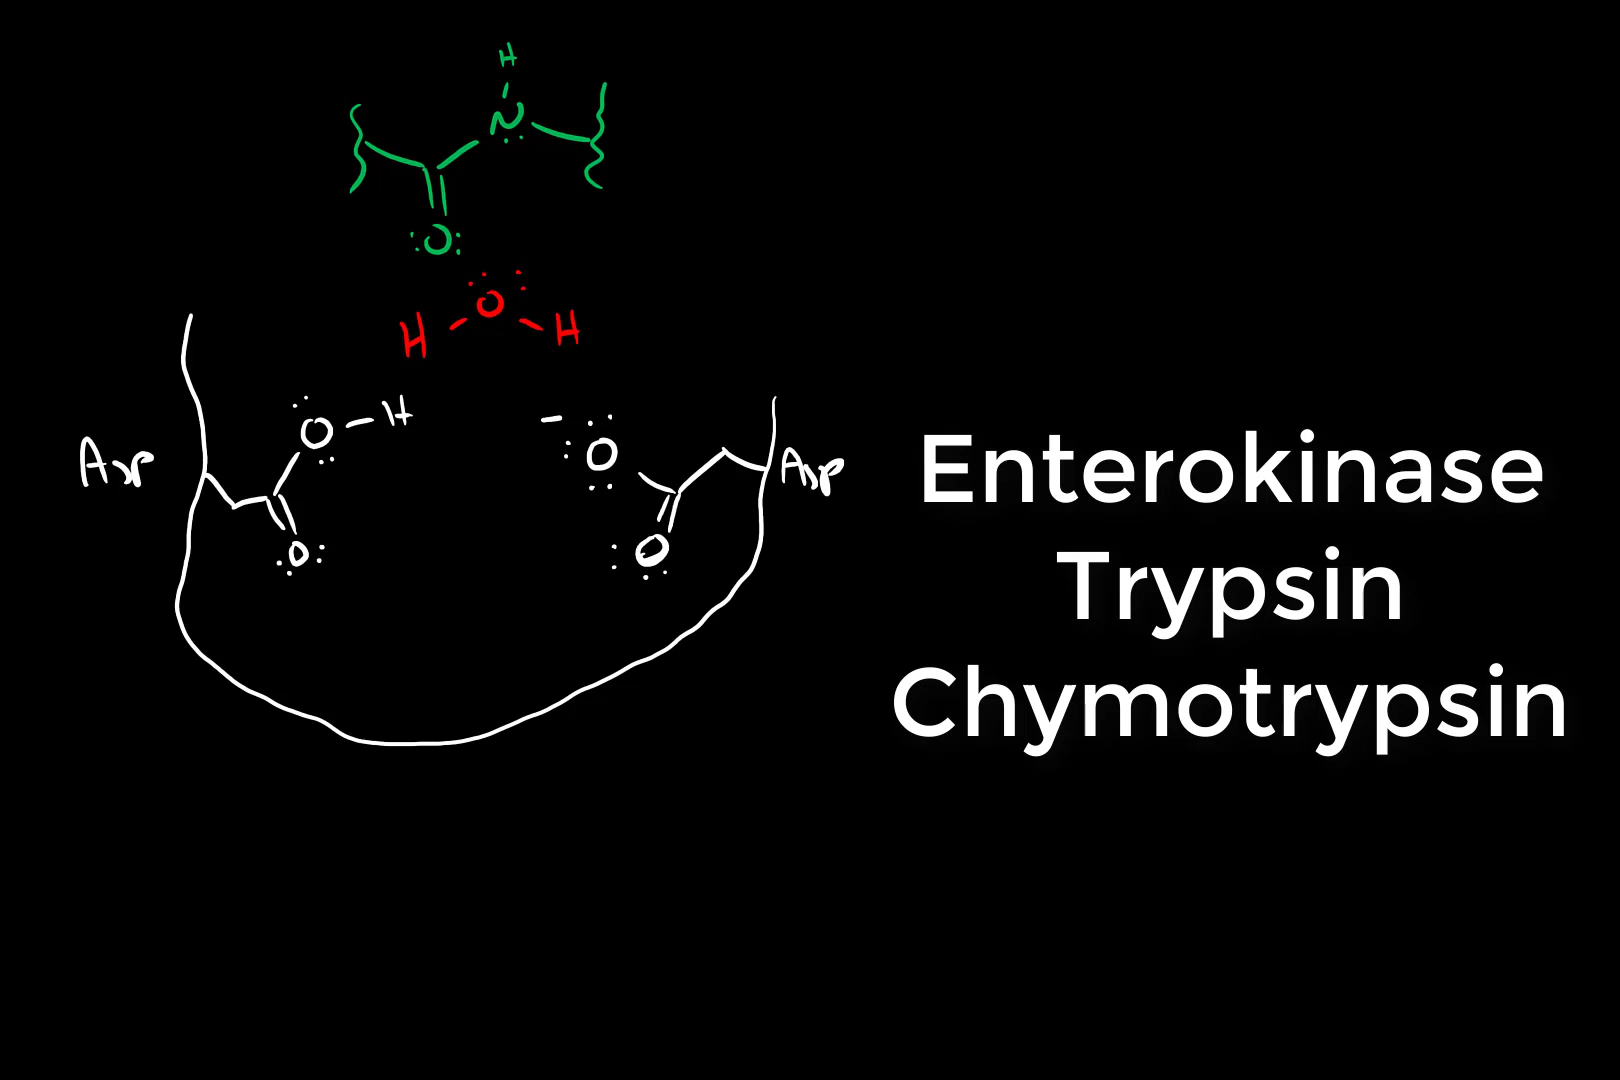 H
N
O
O
H H
O H
− O
Asp Asp
O O
Enterokinase
Trypsin
Chymotrypsin